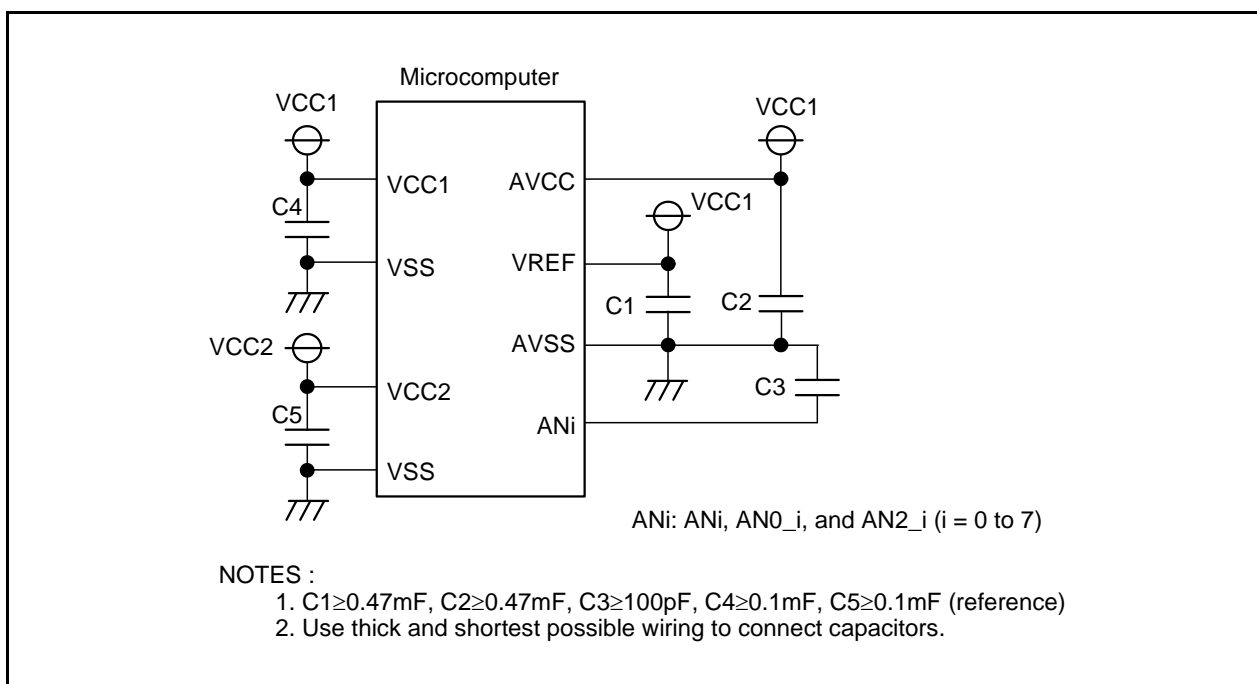 Microcomputer
VCC1
VCC1
VCC1
AVCC
C4
VCC1
VSS
VREF
C1
C2
VCC2
AVSS
VCC2
C3
C5
ANi
VSS
ANi: ANi, AN0_i, and AN2_i (i = 0 to 7)
NOTES :
1. C1≥0.47mF, C2≥0.47mF, C3≥100pF, C4≥0.1mF, C5≥0.1mF (reference)
2. Use thick and shortest possible wiring to connect capacitors.